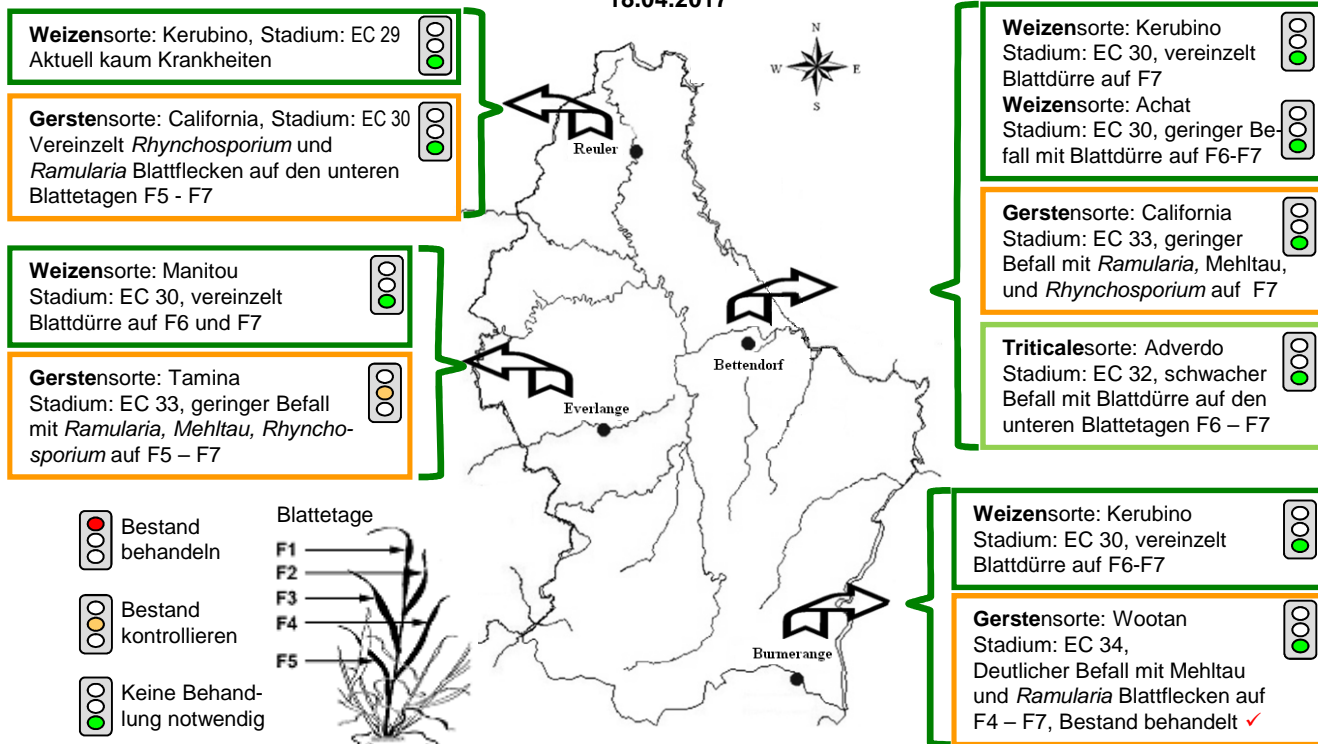 18.04.2017
Weizensorte: Kerubino, Stadium: EC 29
Aktuell kaum Krankheiten
Gerstensorte: California, Stadium: EC 30
Vereinzelt Rhynchosporium und
Ramularia Blattflecken auf den unteren
Blattetagen F5 - F7
Weizensorte: Manitou
Stadium: EC 30, vereinzelt
Blattdürre auf F6 und F7
Gerstensorte: Tamina
Stadium: EC 33, geringer Befall
mit Ramularia, Mehltau, Rhyncho-
sporium auf F5 – F7
Bestand
behandeln
Bestand
kontrollieren
Keine Behand-
lung notwendig
Blattetage
F1
F2
F3
F4
F5
N
W
E
S
Reuler
Bettendorf
Everlange
Burmerange
Weizensorte: Kerubino
Stadium: EC 30, vereinzelt
Blattdürre auf F7
Weizensorte: Achat
Stadium: EC 30, geringer Be-
fall mit Blattdürre auf F6-F7
Gerstensorte: California
Stadium: EC 33, geringer
Befall mit Ramularia, Mehltau,
und Rhynchosporium auf F7
Triticalesorte: Adverdo
Stadium: EC 32, schwacher
Befall mit Blattdürre auf den
unteren Blattetagen F6 – F7
Weizensorte: Kerubino
Stadium: EC 30, vereinzelt
Blattdürre auf F6-F7
Gerstensorte: Wootan
Stadium: EC 34,
Deutlicher Befall mit Mehltau
und Ramularia Blattflecken auf
F4 – F7, Bestand behandelt ✓